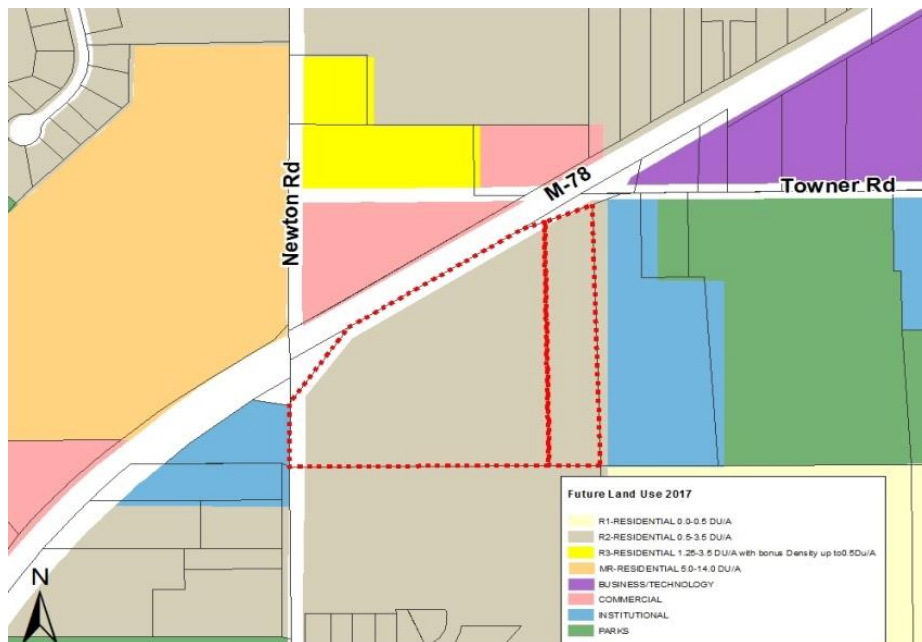 M-78
Towner Rd
Newton Rd
Future Land Use 2017
R1-RESIDENTIAL 0.0-0.5 DU/A
R2-RESIDENTIAL 0.5-3.5 DU/A
R3-RESIDENTIAL 1.25-3.5 DU/A with bonus Density up to0.5Du/A
MR-RESIDENTIAL 5.0-14.0 DU/A
BUSINESS/TECHNOLOGY
COMMERCIAL
INSTITUTIONAL
PARKS
N